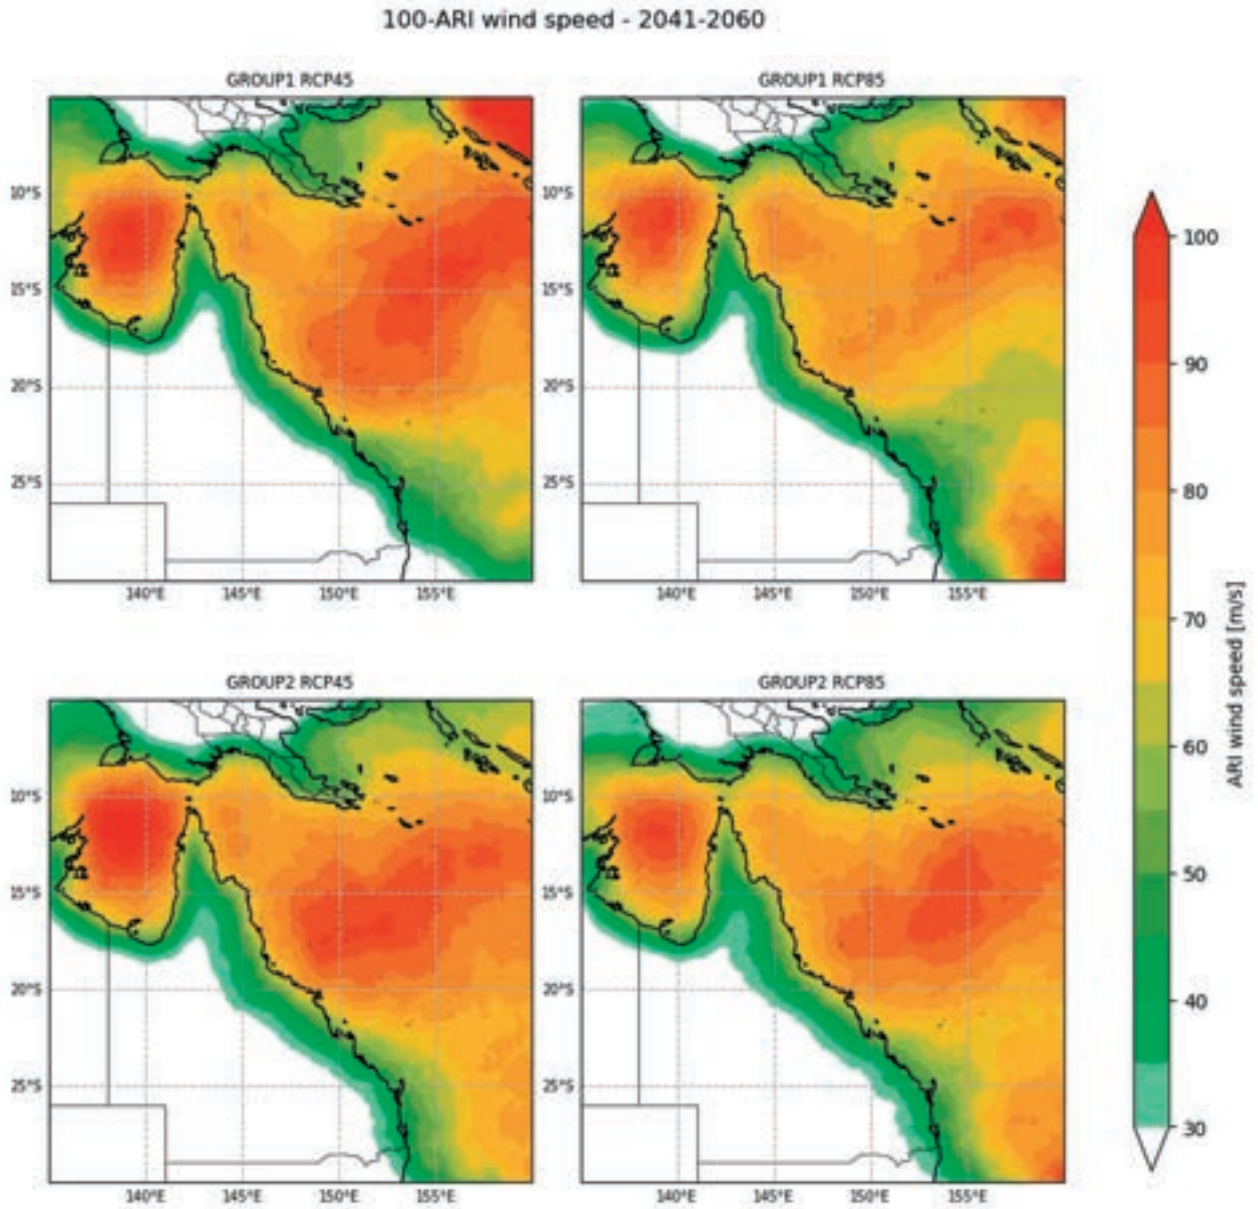 100-ARI wind speed - 2041-2060
GROUP1 RCP45
GROUP1 RCP85
10°S
15°S
20°S
25°S
10°S
15°S
20°S
25°S
140°E 145°E 150°E 155°E
140°E 145°E 150°E 155°E
GROUP2 RCP45
GROUP2 RCP85
10°S
15°S
20°S
25°S
10°S
15°S
20°S
25°S
140°E 145°E 150°E 155°E
140°E 145°E 150°E 155°E
100
90
80
70
60
50
40
30
ARI wind speed [m/s]